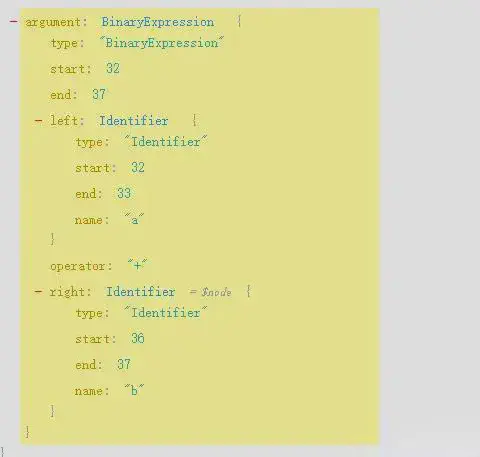 - argument: BinaryExpression {
type: "BinaryExpression"
start: 32
end: 37
- left: Identifier {
type: "Identifier"
start: 32
end: 33
name: "a"
}
operator: "+"
- right: Identifier = $node {
type: "Identifier"
start: 36
end: 37
name: "b"
}
}
}